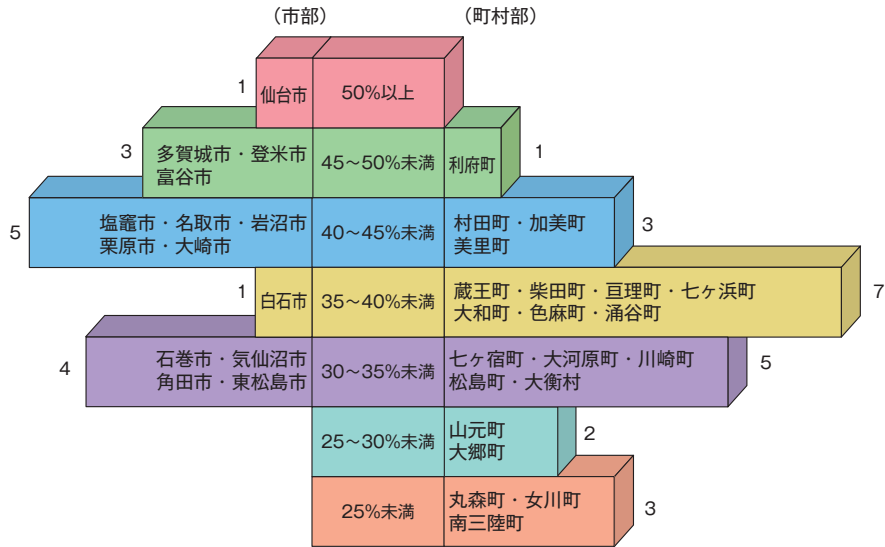 （市部）
（町村部）
1
仙台市
50%以上
3
多賀城市・登米市
富谷市
45〜50%未満
利府町
1
5
塩竈市・名取市・岩沼市
栗原市・大崎市
40〜45%未満
村田町・加美町
美里町
3
1
白石市
35〜40%未満
蔵王町・柴田町・亘理町・七ヶ浜町
大和町・色麻町・涌谷町
7
4
石巻市・気仙沼市
角田市・東松島市
30〜35%未満
七ヶ宿町・大河原町・川崎町
松島町・大衡村
5
25〜30%未満
山元町
大郷町
2
25%未満
丸森町・女川町
南三陸町
3